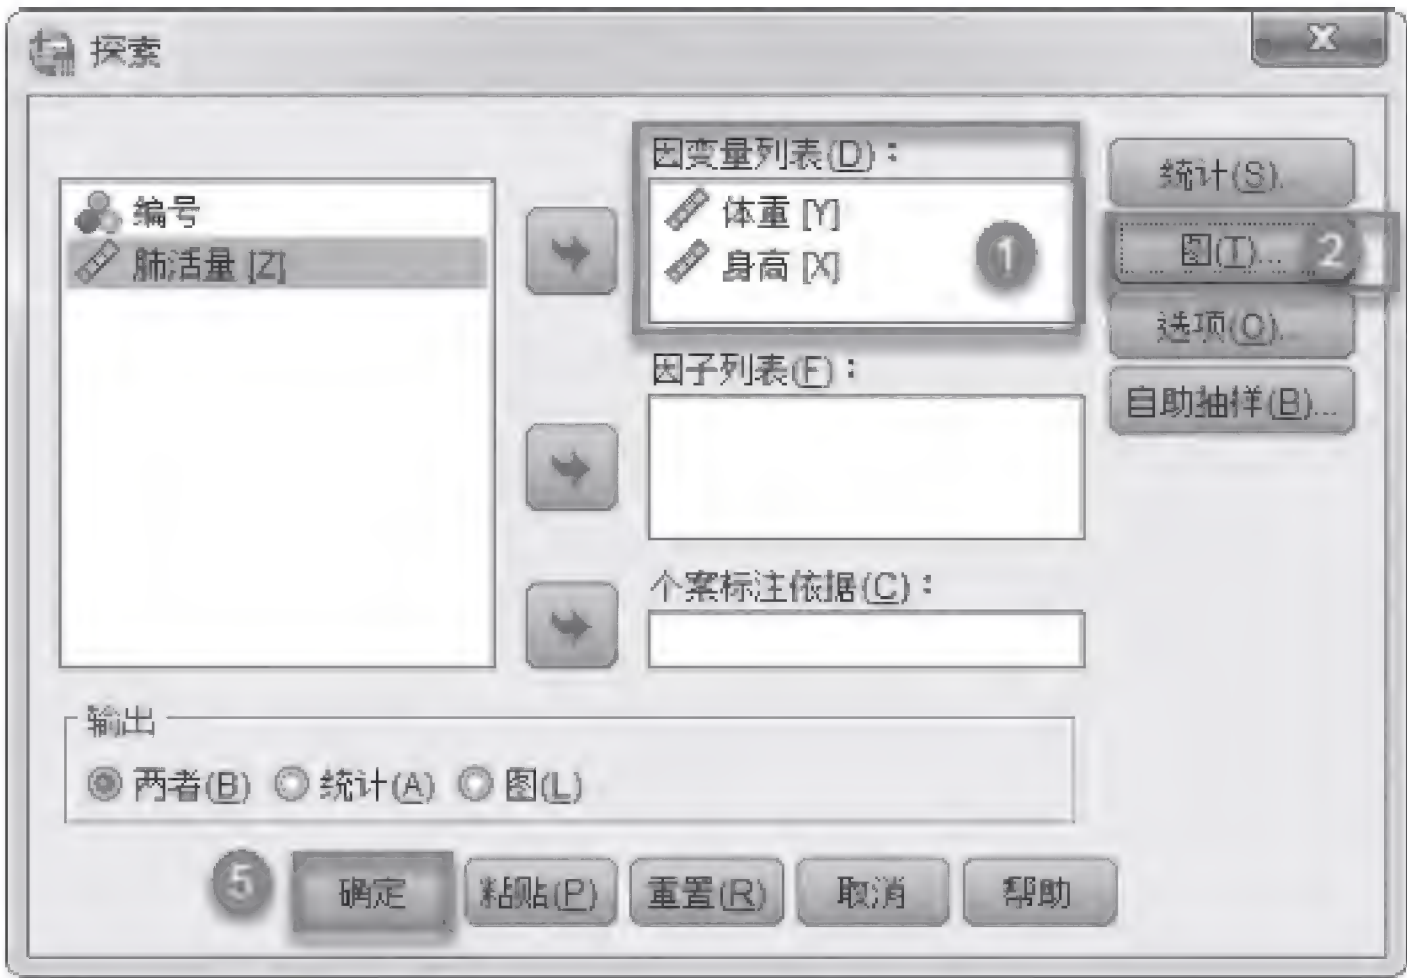 探索
因变量列表(D)：
编号
肺活量 [Z]
体重 [Y]
身高 [X]
1
统计(S)...
图(T)...
2
选项(O)...
自助抽样(B)...
因子列表(F)：
个案标注依据(C)：
输出
两者(B) 统计(A) 图(L)
5
确定 粘贴(P) 重置(R) 取消 帮助